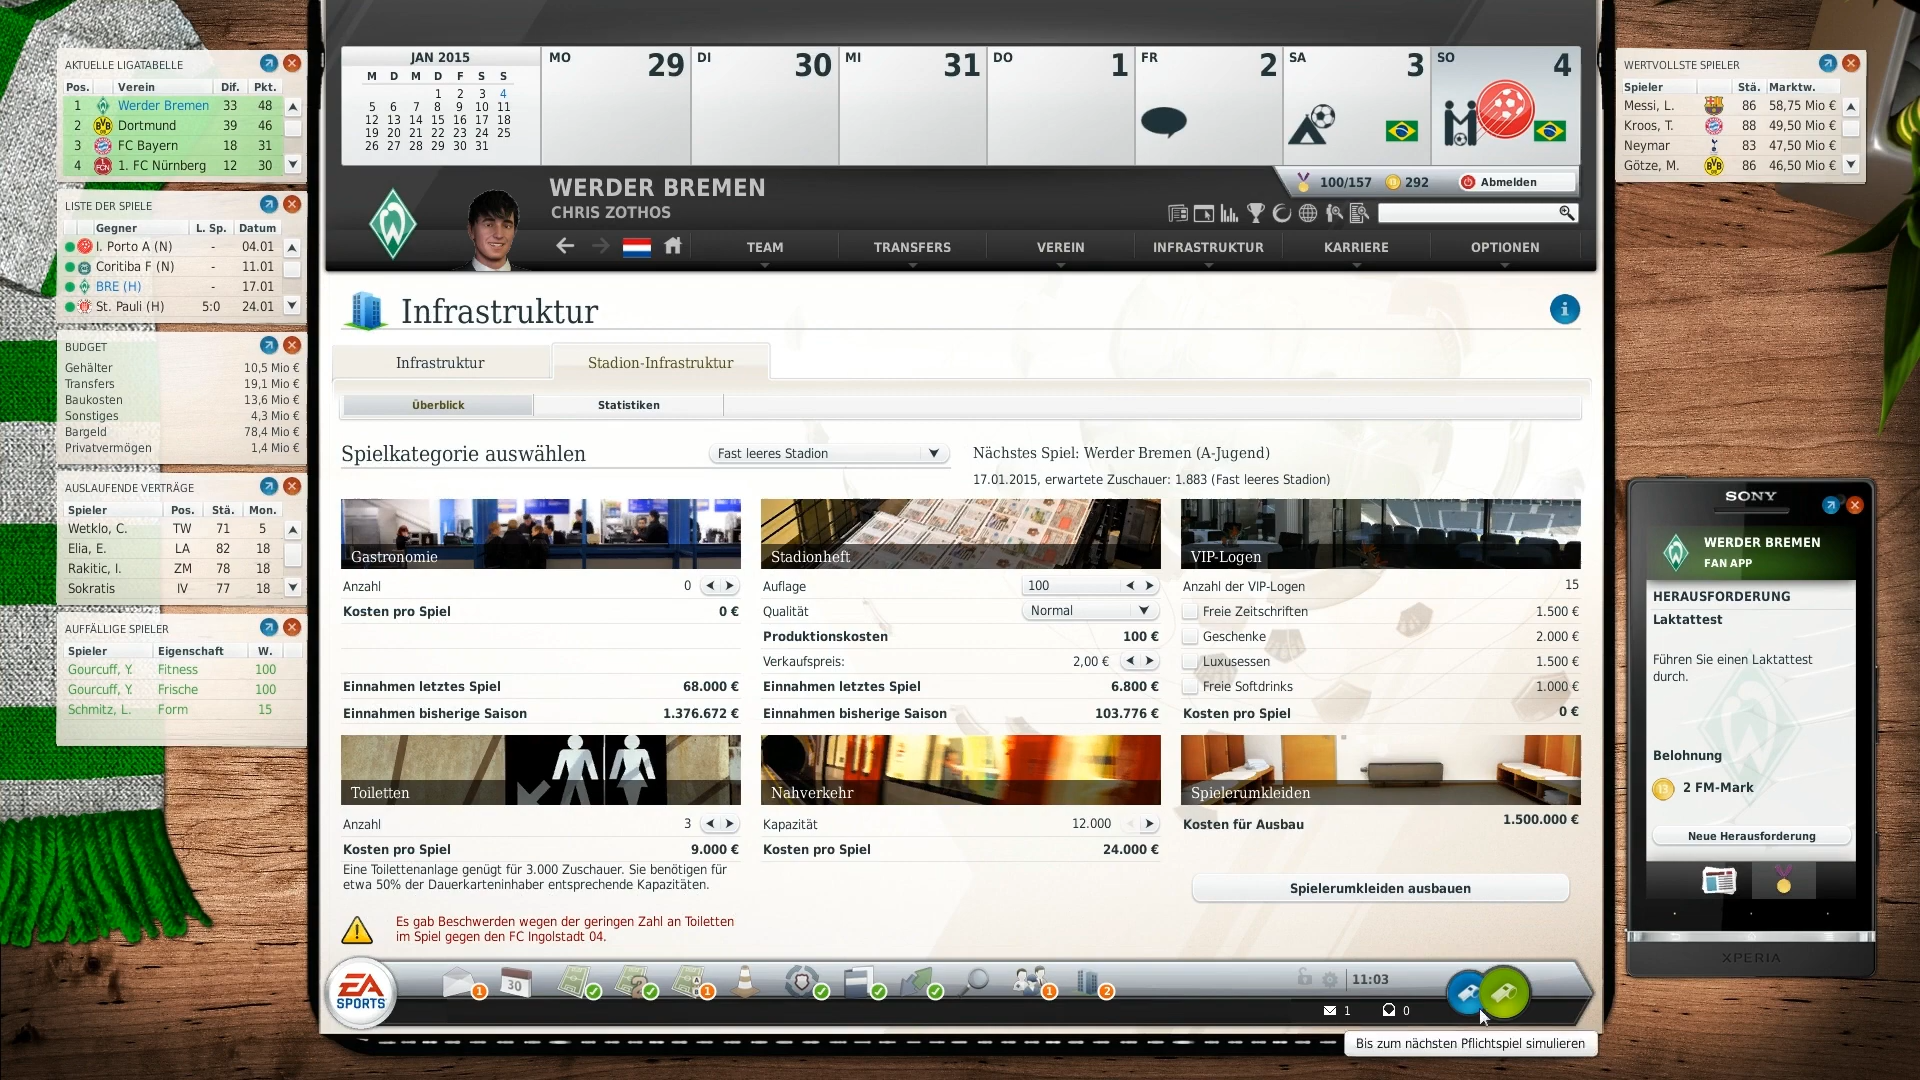 AKTUELLE LIGATABELLE
Pos. Verein Dif. Pkt.
1 Werder Bremen 33 48
2 Dortmund 39 46
3 FC Bayern 18 31
4 1. FC Nürnberg 12 30
LISTE DER SPIELE
Gegner L. Sp. Datum
I. Porto A (N) - 04.01
Coritiba F (N) - 11.01
BRE (H) - 17.01
St. Pauli (H) 5:0 24.01
BUDGET
Gehälter 10,5 Mio €
Transfers 19,1 Mio €
Baukosten 13,6 Mio €
Sonstiges 4,3 Mio €
Bargeld 78,4 Mio €
Privatvermögen 1,4 Mio €
AUSLAUFENDE VERTRÄGE
Spieler Pos. Stä. Mon.
Wetklo, C. TW 71 5
Elia, E. LA 82 18
Rakitic, I. ZM 78 18
Sokratis IV 77 18
AUFFÄLLIGE SPIELER
Spieler Eigenschaft W.
Gourcuff, Y. Fitness 100
Gourcuff, Y. Frische 100
Schmitz, L. Form 15
JAN 2015
M D M D F S S
1 2 3 4
5 6 7 8 9 10 11
12 13 14 15 16 17 18
19 20 21 22 23 24 25
26 27 28 29 30 31
MO 29 DI 30 MI 31 DO 1 FR 2 SA 3 SO 4
WERDER BREMEN
CHRIS ZOTHOS
100/157 292 Abmelden
TEAM TRANSFERS VEREIN INFRASTRUKTUR KARRIERE OPTIONEN
Infrastruktur
Infrastruktur Stadion-Infrastruktur
Überblick Statistiken
Spielkategorie auswählen Fast leeres Stadion
Nächstes Spiel: Werder Bremen (A-Jugend)
17.01.2015, erwartete Zuschauer: 1.883 (Fast leeres Stadion)
Gastronomie
Anzahl 0
Kosten pro Spiel 0 €
Einnahmen letztes Spiel 68.000 €
Einnahmen bisherige Saison 1.376.672 €
Stadionheft
Auflage 100
Qualität Normal
Produktionskosten 100 €
Verkaufspreis: 2,00 €
Einnahmen letztes Spiel 6.800 €
Einnahmen bisherige Saison 103.776 €
VIP-Logen
Anzahl der VIP-Logen 15
Freie Zeitschriften 1.500 €
Geschenke 2.000 €
Luxusessen 1.500 €
Freie Softdrinks 1.000 €
Kosten pro Spiel 0 €
Toiletten
Anzahl 3
Kosten pro Spiel 9.000 €
Eine Toilettenanlage genügt für 3.000 Zuschauer. Sie benötigen für
etwa 50% der Dauerkarteninhaber entsprechende Kapazitäten.
Es gab Beschwerden wegen der geringen Zahl an Toiletten
im Spiel gegen den FC Ingolstadt 04.
Nahverkehr
Kapazität 12.000
Kosten pro Spiel 24.000 €
Spielerumkleiden
Kosten für Ausbau 1.500.000 €
Spielerumkleiden ausbauen
EA
SPORTS
1 30 1 1 2
11:03
1 0
Bis zum nächsten Pflichtspiel simulieren
WERTVOLLSTE SPIELER
Spieler Stä. Marktw.
Messi, L. 86 58,75 Mio €
Kroos, T. 88 49,50 Mio €
Neymar 83 47,50 Mio €
Götze, M. 86 46,50 Mio €
SONY
WERDER BREMEN
FAN APP
HERAUSFORDERUNG
Laktattest
Führen Sie einen Laktattest
durch.
Belohnung
2 FM-Mark
Neue Herausforderung
XPERIA